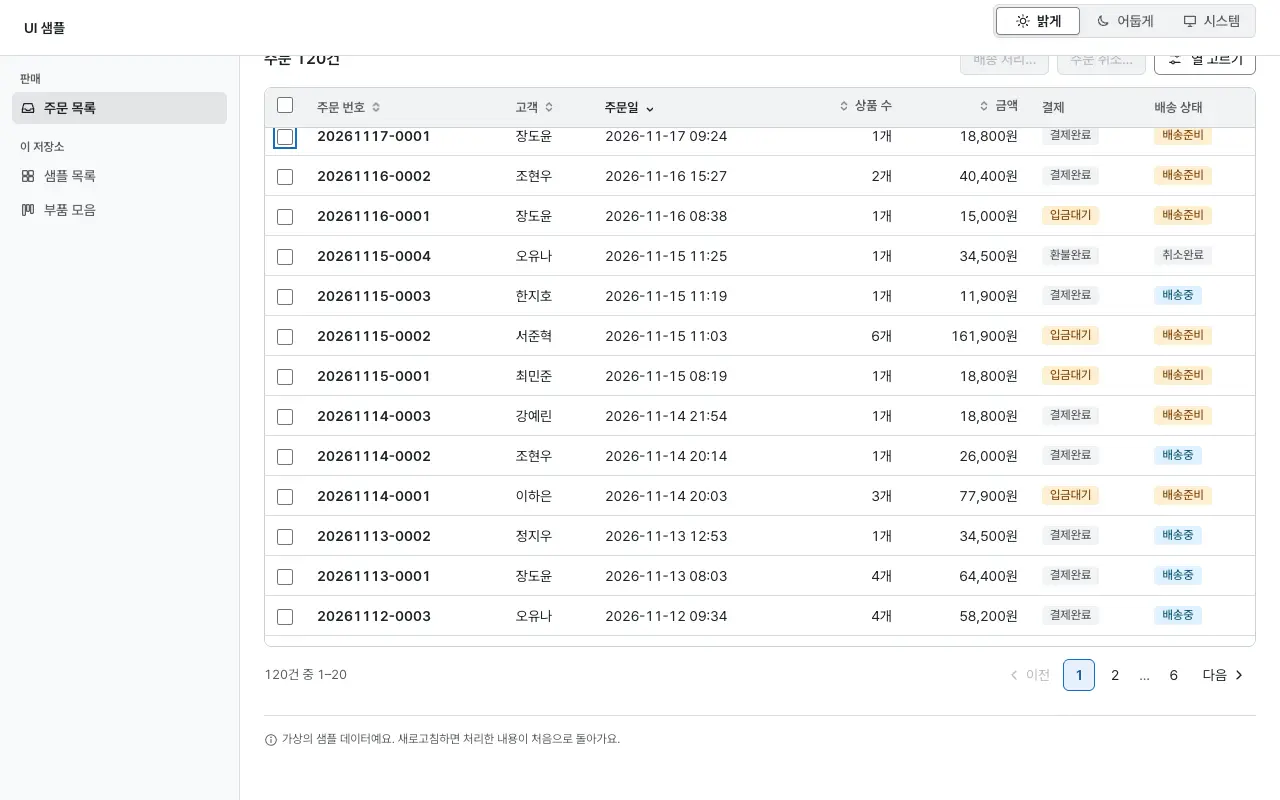 UI 샘플
밝게 어둡게 시스템
판매
주문 목록
이 저장소
샘플 목록
부품 모음
주문 120건 배송 처리... 주문 취소... 열 고르기
주문 번호 고객 주문일 상품 수 금액 결제 배송 상태
20261117-0001 장도윤 2026-11-17 09:24 1개 18,800원 결제완료 배송준비
20261116-0002 조현우 2026-11-16 15:27 2개 40,400원 결제완료 배송준비
20261116-0001 장도윤 2026-11-16 08:38 1개 15,000원 입금대기 배송준비
20261115-0004 오유나 2026-11-15 11:25 1개 34,500원 환불완료 취소완료
20261115-0003 한지호 2026-11-15 11:19 1개 11,900원 결제완료 배송중
20261115-0002 서준혁 2026-11-15 11:03 6개 161,900원 입금대기 배송준비
20261115-0001 최민준 2026-11-15 08:19 1개 18,800원 입금대기 배송준비
20261114-0003 강예린 2026-11-14 21:54 1개 18,800원 결제완료 배송준비
20261114-0002 조현우 2026-11-14 20:14 1개 26,000원 결제완료 배송중
20261114-0001 이하은 2026-11-14 20:03 3개 77,900원 입금대기 배송준비
20261113-0002 정지우 2026-11-13 12:53 1개 34,500원 결제완료 배송중
20261113-0001 장도윤 2026-11-13 08:03 4개 64,400원 결제완료 배송중
20261112-0003 오유나 2026-11-12 09:34 4개 58,200원 결제완료 배송중
120건 중 1–20 이전 1 2 ... 6 다음
가상의 샘플 데이터예요. 새로고침하면 처리한 내용이 처음으로 돌아가요.